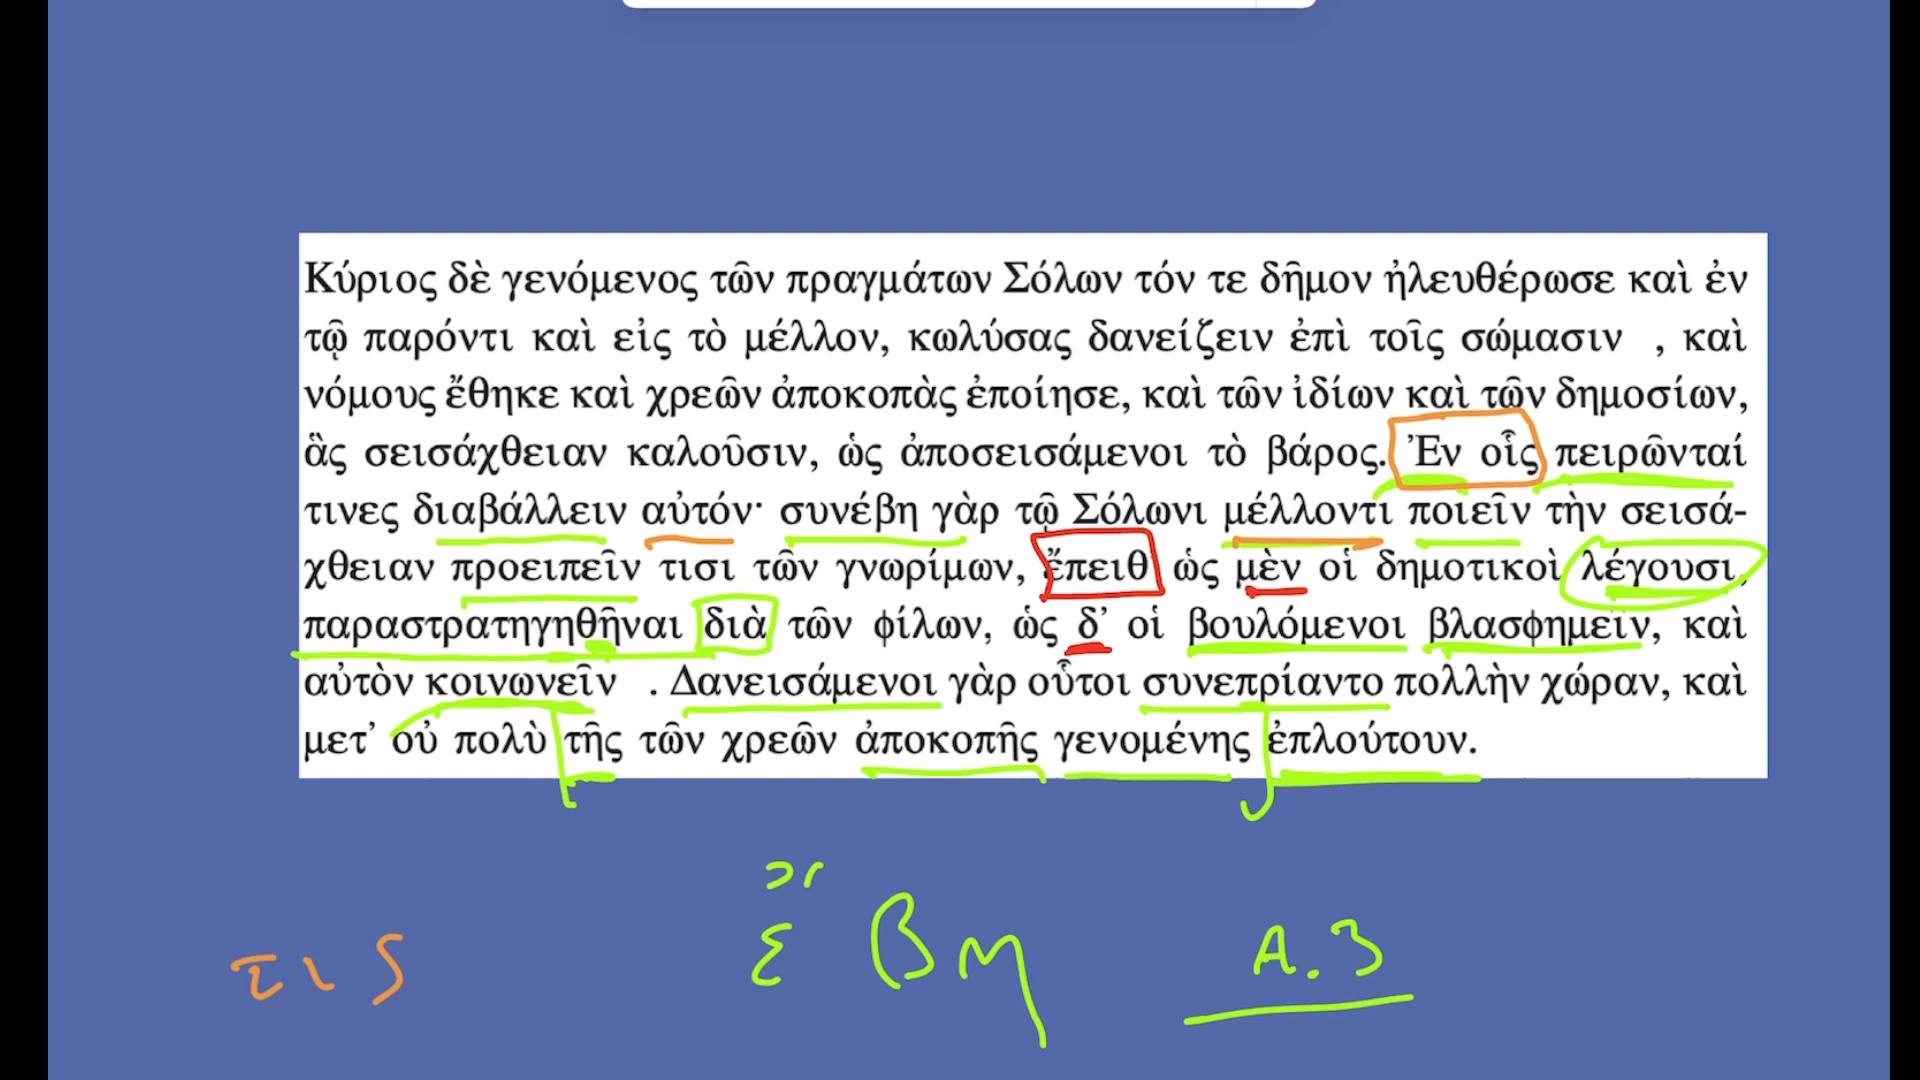 Κύριος δὲ γενόμενος τῶν πραγμάτων Σόλων τόν τε δῆμον ἠλευθέρωσε καὶ ἐν
τῷ παρόντι καὶ εἰς τὸ μέλλον, κωλύσας δανείζειν ἐπὶ τοῖς σώμασιν , καὶ
νόμους ἔθηκε καὶ χρεῶν ἀποκοπὰς ἐποίησε, καὶ τῶν ἰδίων καὶ τῶν δημοσίων,
ἃς σεισάχθειαν καλοῦσιν, ὡς ἀποσεισάμενοι τὸ βάρος. Ἐν οἷς πειρῶνταί
τινες διαβάλλειν αὐτόν· συνέβη γὰρ τῷ Σόλωνι μέλλοντι ποιεῖν τὴν σεισά-
χθειαν προειπεῖν τισι τῶν γνωρίμων, ἔπειθ ὡς μὲν οἱ δημοτικοὶ λέγουσι,
παραστρατηγηθῆναι διὰ τῶν φίλων, ὡς δ’ οἱ βουλόμενοι βλασφημεῖν, καὶ
αὐτὸν κοινωνεῖν . Δανεισάμενοι γὰρ οὗτοι συνεπρίαντο πολλὴν χώραν, καὶ
μετ’ οὐ πολὺ τῆς τῶν χρεῶν ἀποκοπῆς γενομένης ἐπλούτουν.
τις ἔβη Α.3